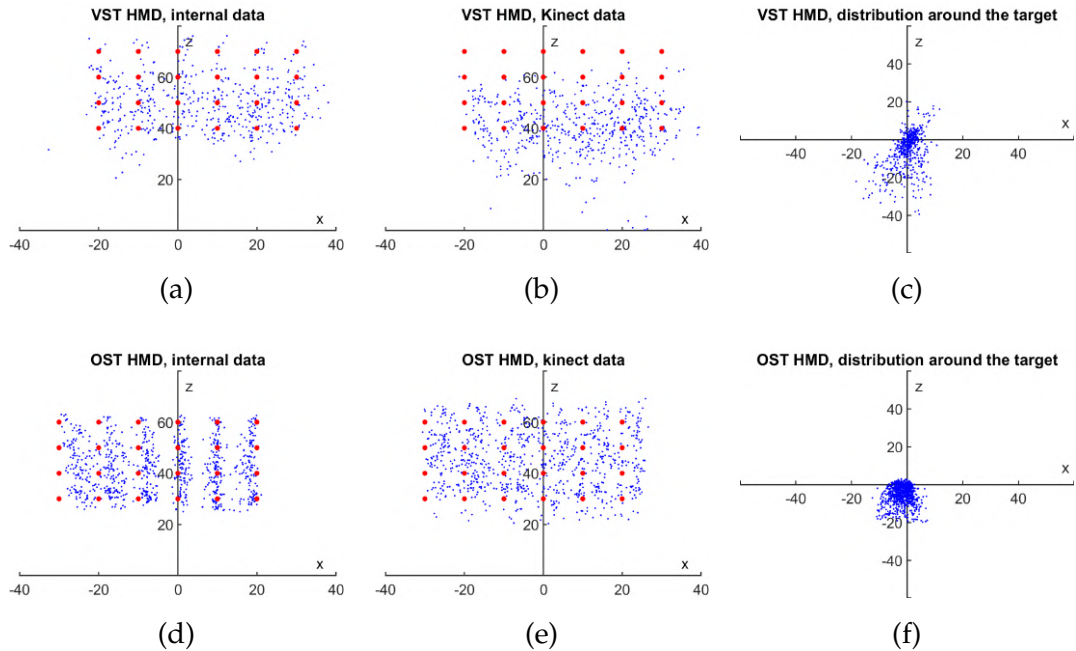 VST HMD, internal data
z
60
40
20
x
-40 -20 0 20 40
(a)
VST HMD, Kinect data
z
60
40
20
x
-40 -20 0 20 40
(b)
VST HMD, distribution around the target
z
40
20
x
-40 -20 20 40
-20
-40
(c)
OST HMD, internal data
z
60
40
20
x
-40 -20 0 20 40
(d)
OST HMD, kinect data
z
60
40
20
x
-40 -20 0 20 40
(e)
OST HMD, distribution around the target
z
40
20
x
-40 -20 20 40
-20
-40
(f)